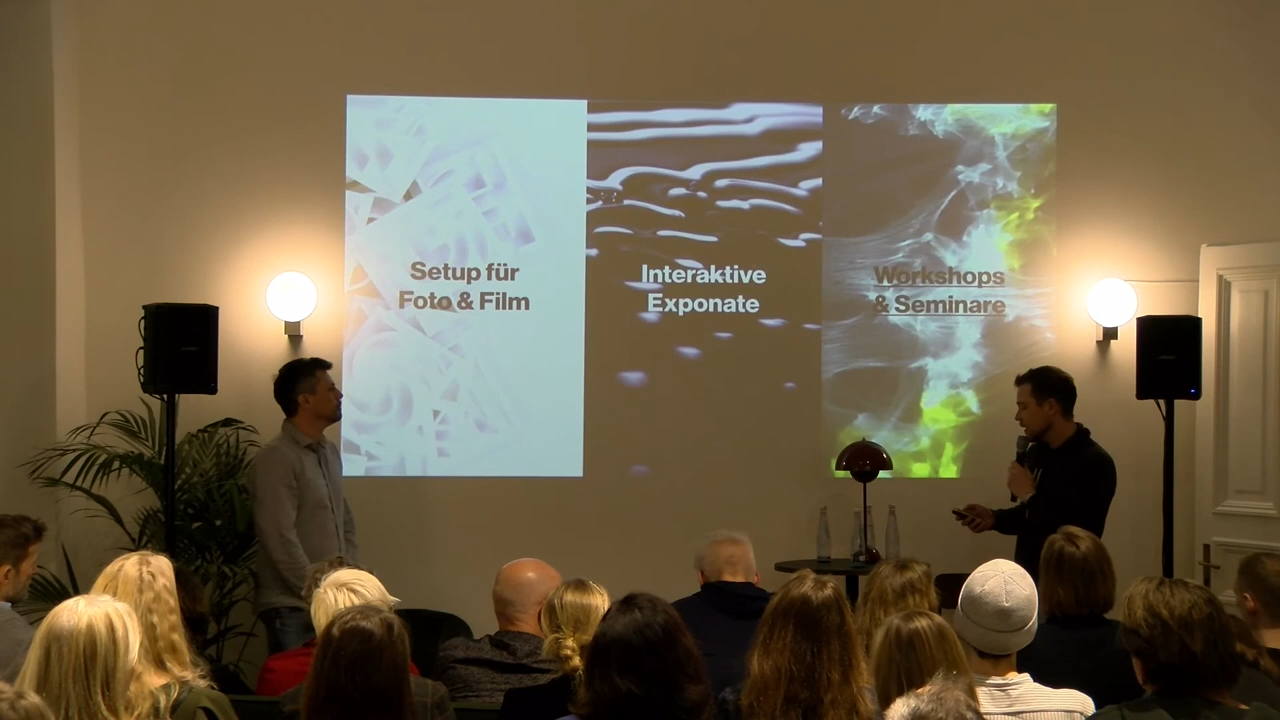 Setup für
Foto & Film
Interaktive
Exponate
Workshops
& Seminare